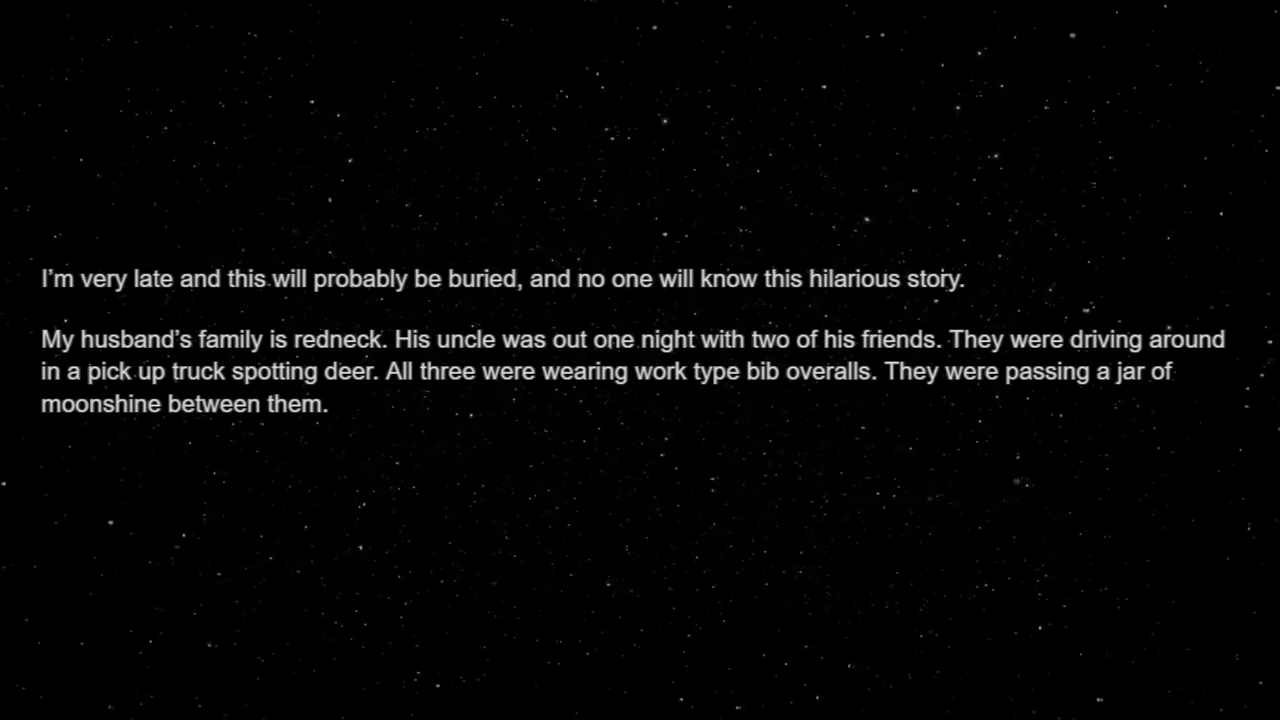 I’m very late and this will probably be buried, and no one will know this hilarious story.
My husband’s family is redneck. His uncle was out one night with two of his friends. They were driving around
in a pick up truck spotting deer. All three were wearing work type bib overalls. They were passing a jar of
moonshine between them.